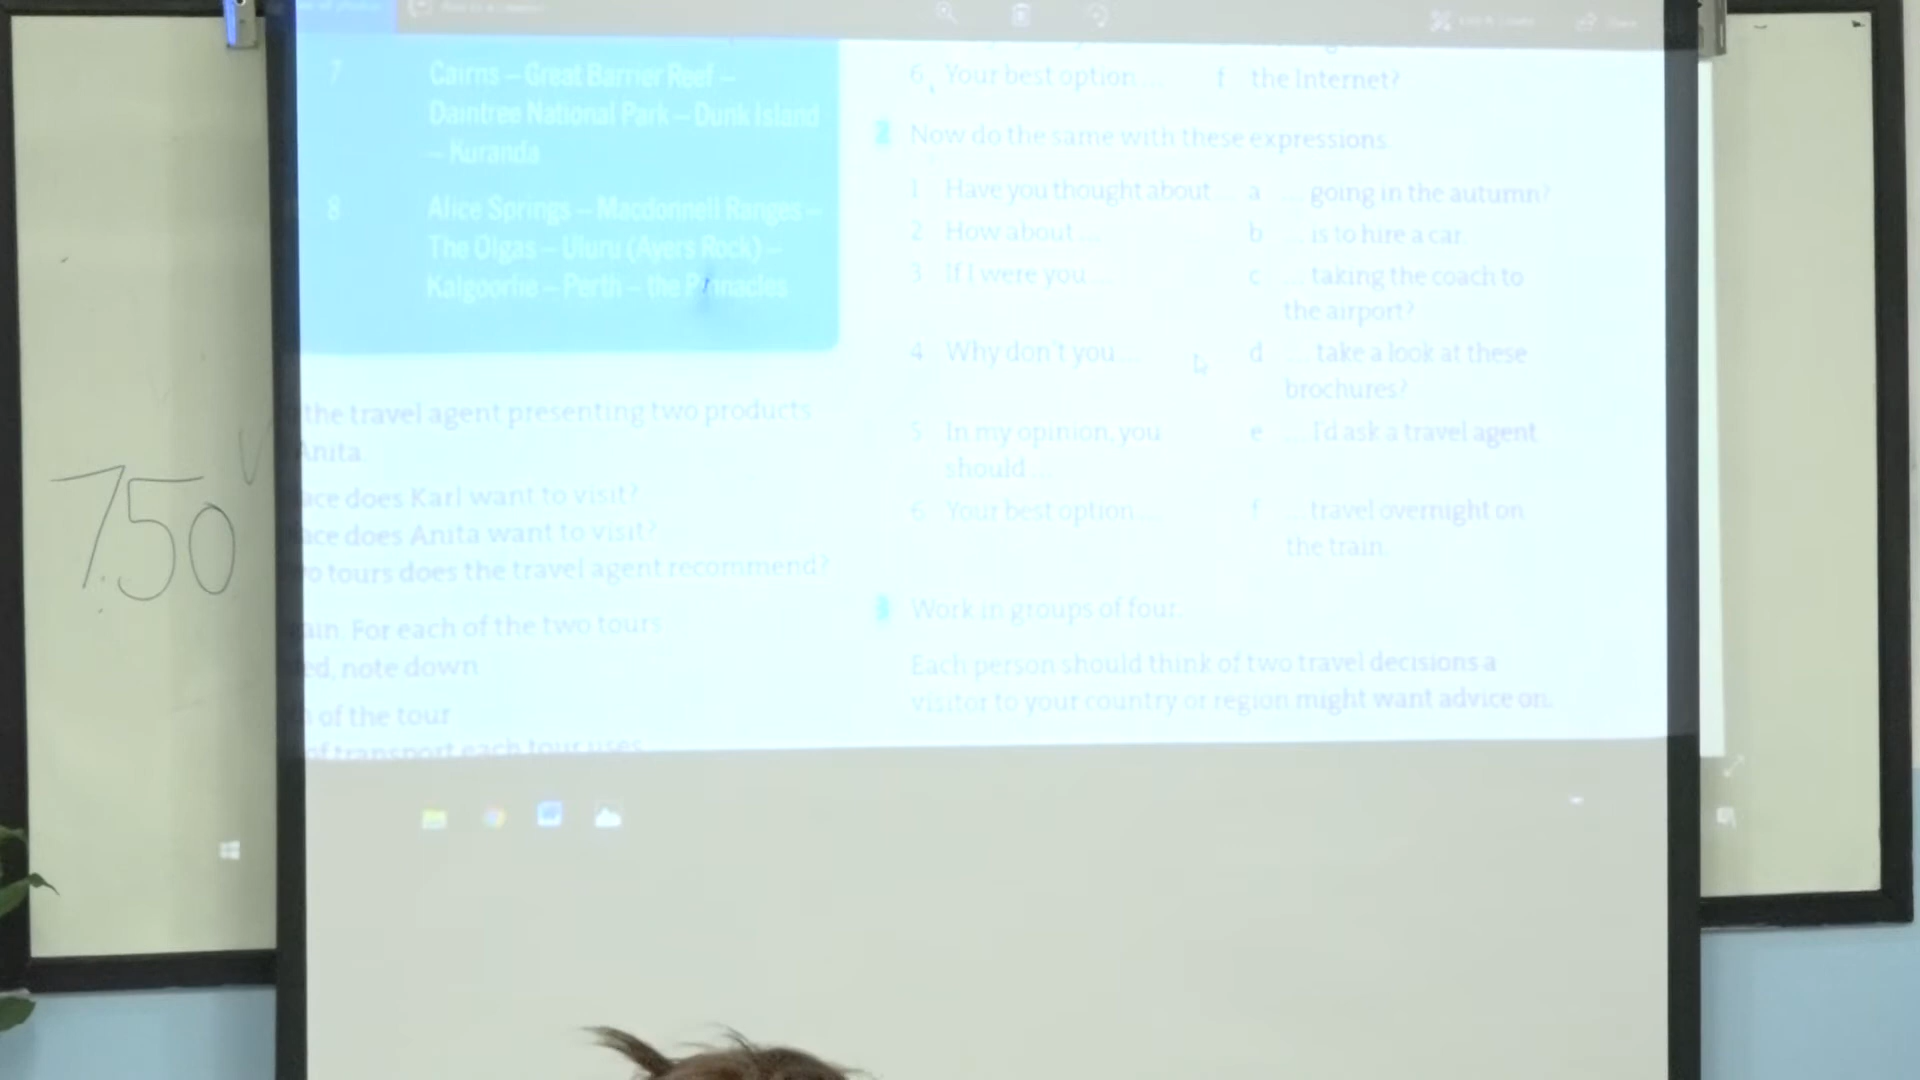 7 Cairns – Great Barrier Reef –
Daintree National Park – Dunk Island
– Kuranda
8 Alice Springs – Macdonnell Ranges –
The Olgas – Uluru (Ayers Rock) –
Kalgoorlie – Perth – the Pinnacles
the travel agent presenting two products
Anita.
ace does Karl want to visit?
ace does Anita want to visit?
o tours does the travel agent recommend?
ain. For each of the two tours
ed, note down
of the tour
of transport each tour uses
6 Your best option ... f the Internet?
2 Now do the same with these expressions.
1 Have you thought about ... a ... going in the autumn?
2 How about ... b ... is to hire a car.
3 If I were you ... c ... taking the coach to
the airport?
4 Why don't you ... d ... take a look at these
brochures?
5 In my opinion, you e ... I'd ask a travel agent.
should ...
6 Your best option ... f ... travel overnight on
the train.
3 Work in groups of four.
Each person should think of two travel decisions a
visitor to your country or region might want advice on.
750